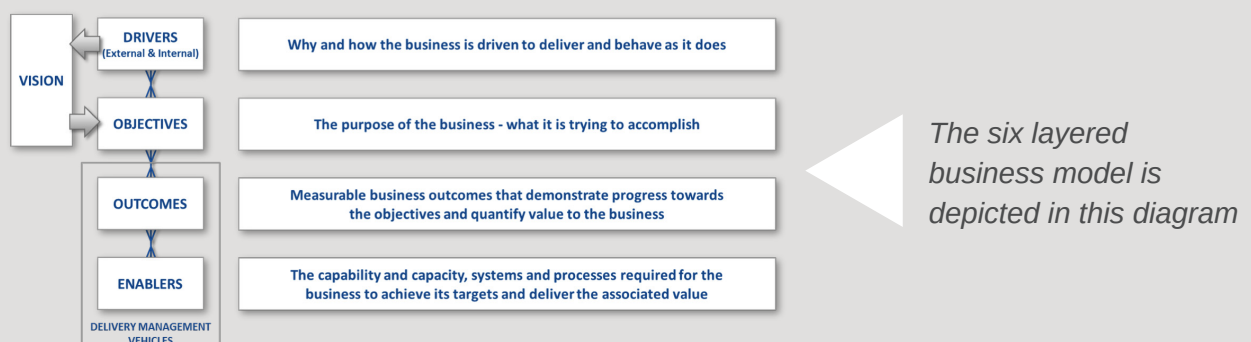 DRIVERS
(External & Internal)
Why and how the business is driven to deliver and behave as it does
VISION
OBJECTIVES
The purpose of the business - what it is trying to accomplish
OUTCOMES
Measurable business outcomes that demonstrate progress towards
the objectives and quantify value to the business
ENABLERS
The capability and capacity, systems and processes required for the
business to achieve its targets and deliver the associated value
DELIVERY MANAGEMENT
VEHICLES
The six layered
business model is
depicted in this diagram